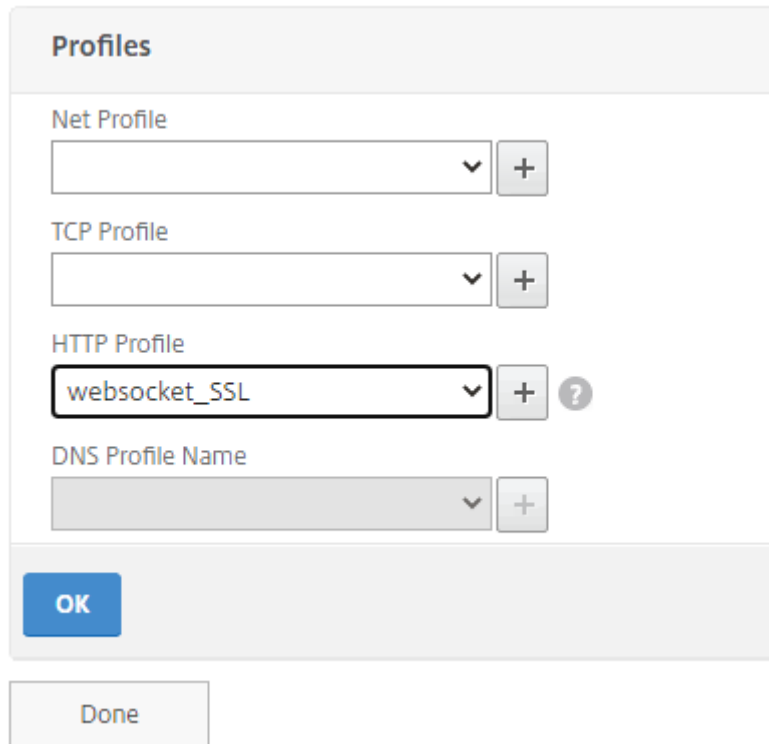 Profiles
Net Profile
+
TCP Profile
+
HTTP Profile
websocket_SSL
+ ?
DNS Profile Name
+
OK
Done